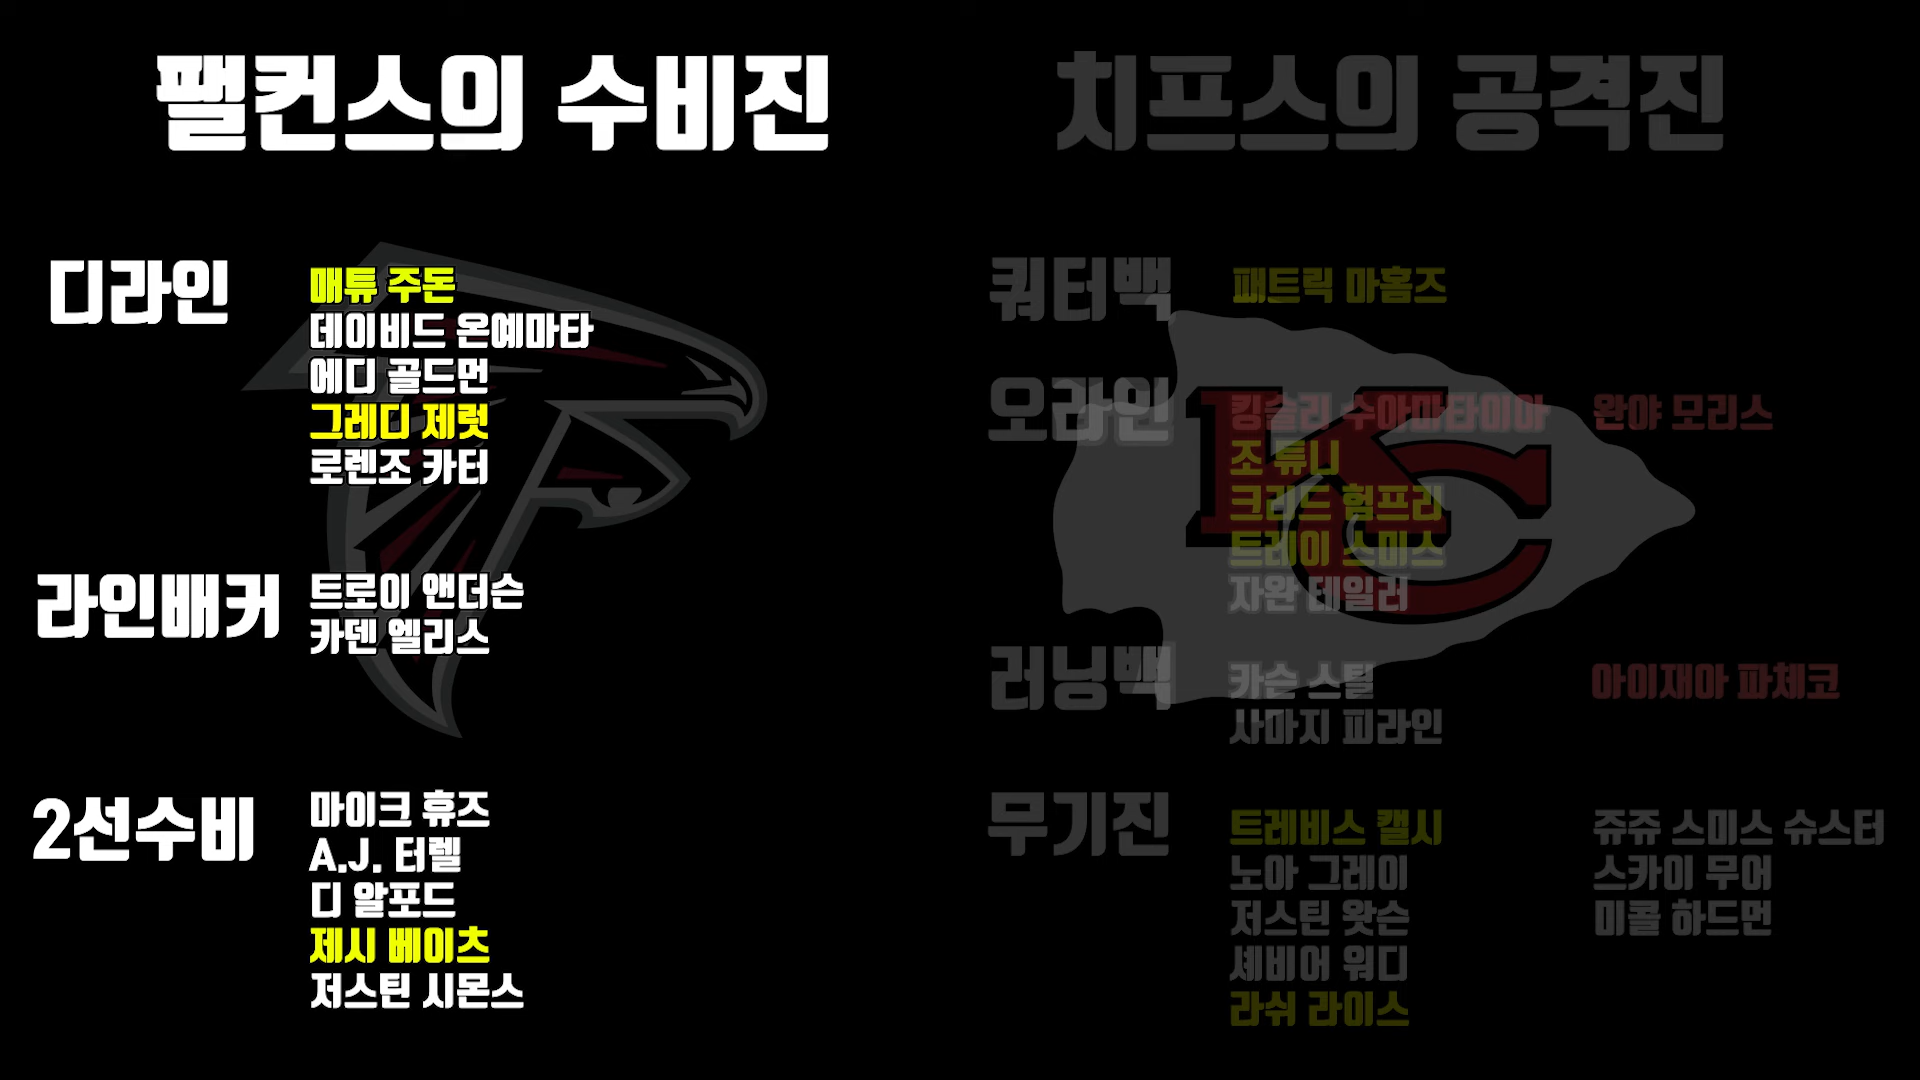 팰컨스의 수비진
디라인
매튜 주돈
데이비드 온예마타
에디 골드먼
그레디 제럿
로렌조 카터
라인배커
트로이 앤더슨
카덴 엘리스
2선수비
마이크 휴즈
A.J. 터렐
디 알포드
제시 베이츠
저스틴 시몬스
치프스의 공격진
쿼터백
패트릭 마홈즈
오라인
킹슬리 수아마타이아 완야 모리스
조 튜니
크리드 험프리
트레이 스미스
자완 테일러
러닝백
카슨 스틸 아이재아 파체코
사마지 피라인
무기진
트레비스 캘시 쥬쥬 스미스 슈스터
노아 그레이 스카이 무어
저스틴 왓슨 미콜 하드먼
셰비어 워디
라쉬 라이스
KC